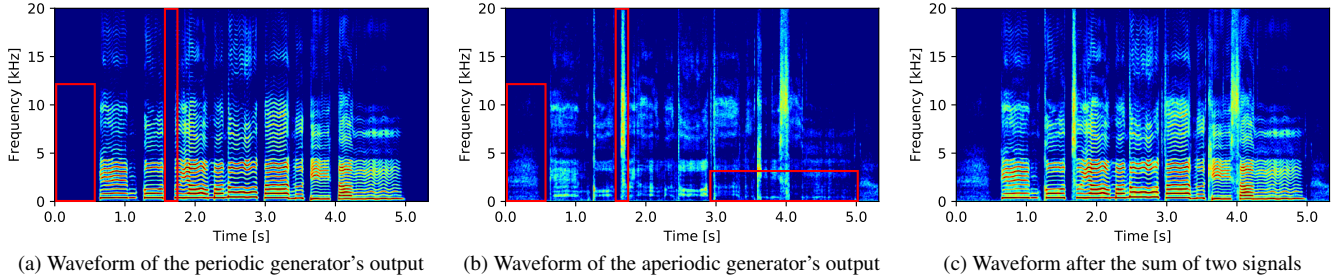 20
15
10
5
0
Frequency [kHz]
0.0 1.0 2.0 3.0 4.0 5.0
Time [s]
(a) Waveform of the periodic generator's output
20
15
10
5
0
Frequency [kHz]
0.0 1.0 2.0 3.0 4.0 5.0
Time [s]
(b) Waveform of the aperiodic generator's output
20
15
10
5
0
Frequency [kHz]
0.0 1.0 2.0 3.0 4.0 5.0
Time [s]
(c) Waveform after the sum of two signals